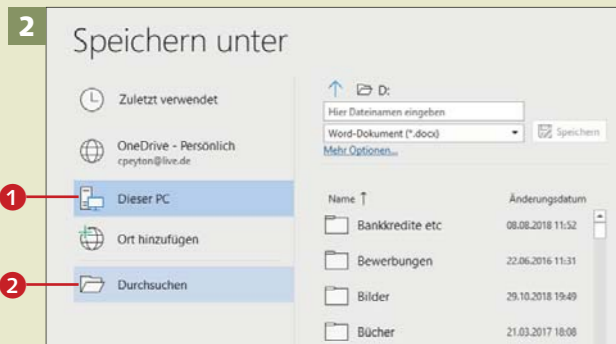 2
Speichern unter
Zuletzt verwendet
OneDrive - Persönlich
cpeyton@live.de
1
Dieser PC
Ort hinzufügen
2
Durchsuchen
D:
Hier Dateinamen eingeben
Word-Dokument (*.docx)
Speichern
Mehr Optionen...
Name ↑ Änderungsdatum
Bankkredite etc 08.08.2018 11:52
Bewerbungen 22.06.2016 11:31
Bilder 29.10.2018 19:49
Bücher 21.03.2017 18:08